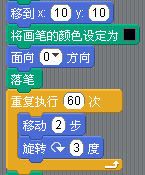 移到 x: 10 y: 10
将画笔的颜色设定为
面向 0 方向
落笔
重复执行 60 次
移动 2 步
旋转 3 度